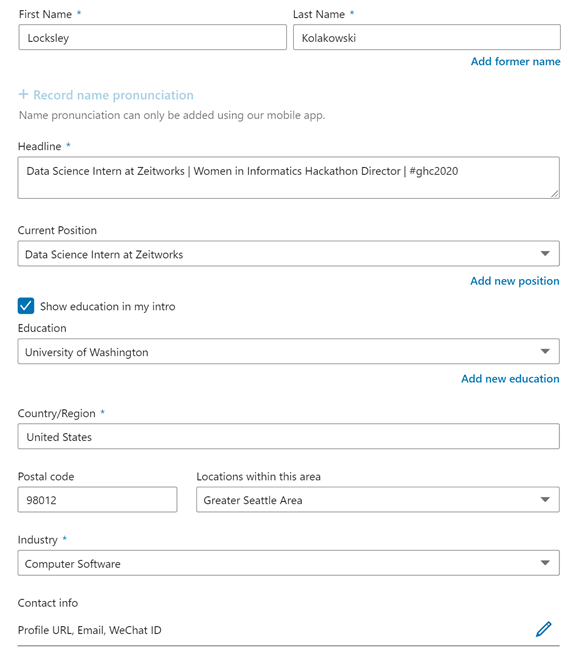 First Name *
Last Name *
Locksley
Kolakowski
Add former name
+ Record name pronunciation
Name pronunciation can only be added using our mobile app.
Headline *
Data Science Intern at Zeitworks | Women in Informatics Hackathon Director | #ghc2020
Current Position
Data Science Intern at Zeitworks
Add new position
Show education in my intro
Education
University of Washington
Add new education
Country/Region *
United States
Postal code
Locations within this area
98012
Greater Seattle Area
Industry *
Computer Software
Contact info
Profile URL, Email, WeChat ID